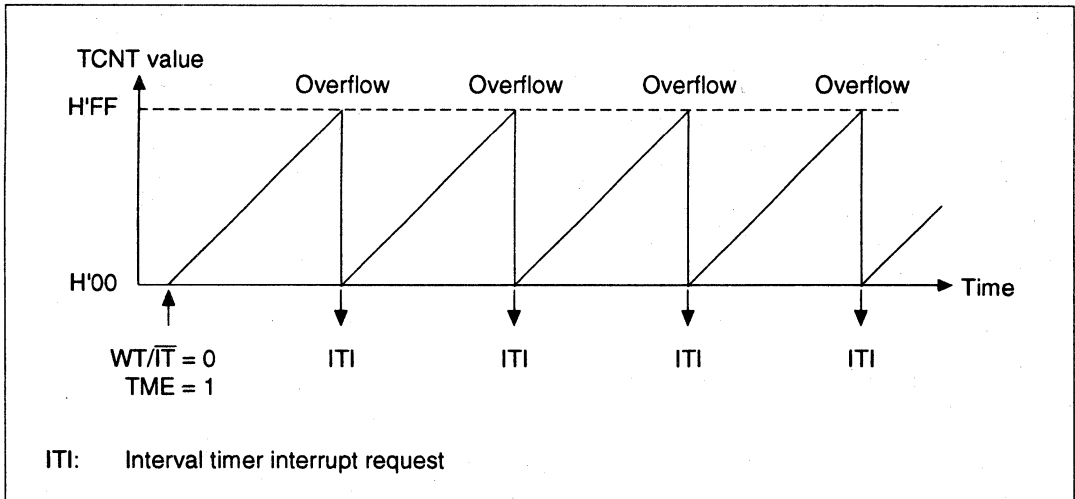 TCNT value
Overflow Overflow Overflow Overflow
H'FF
H'00
Time
WT/I̅T̅ = 0
TME = 1
ITI ITI ITI ITI
ITI: Interval timer interrupt request